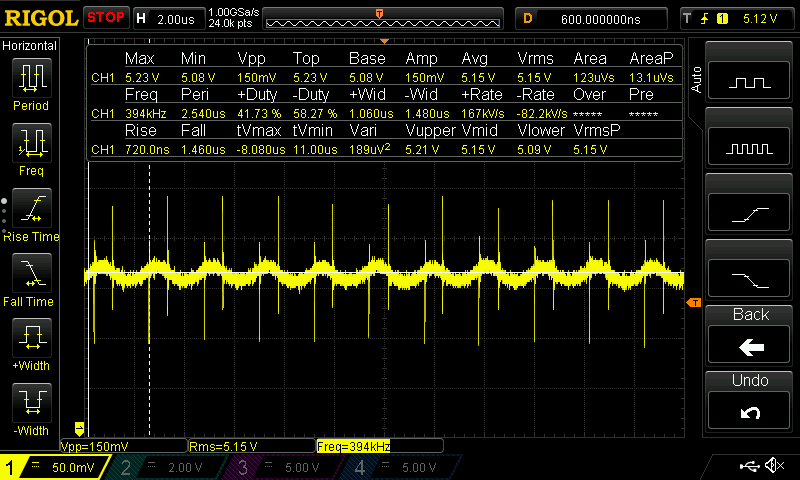 RIGOL STOP H 2.00us 1.00GSa/s 24.0k pts T D 600.000000ns T 1 5.12 V
Horizontal
Period
Freq
Rise Time
Fall Time
+Width
-Width
Max Min Vpp Top Base Amp Avg Vrms Area AreaP
CH1 5.23 V 5.08 V 150mV 5.23 V 5.08 V 150mV 5.15 V 5.15 V 123uVs 13.1uVs
Freq Peri +Duty -Duty +Wid -Wid +Rate -Rate Over Pre
CH1 394kHz 2.540us 41.73 % 58.27 % 1.060us 1.480us 167kV/s -82.2kV/s ***** *****
Rise Fall tVmax tVmin Vari Vupper Vmid Vlower VrmsP
CH1 720.0ns 1.460us -8.080us 11.00us 189uV² 5.21 V 5.15 V 5.09 V 5.15 V
T
Auto
Back
Undo
Vpp=150mV Rms=5.15 V Freq=394kHz
1 = 50.0mV 2 = 2.00 V 3 = 5.00 V 4 = 5.00 V